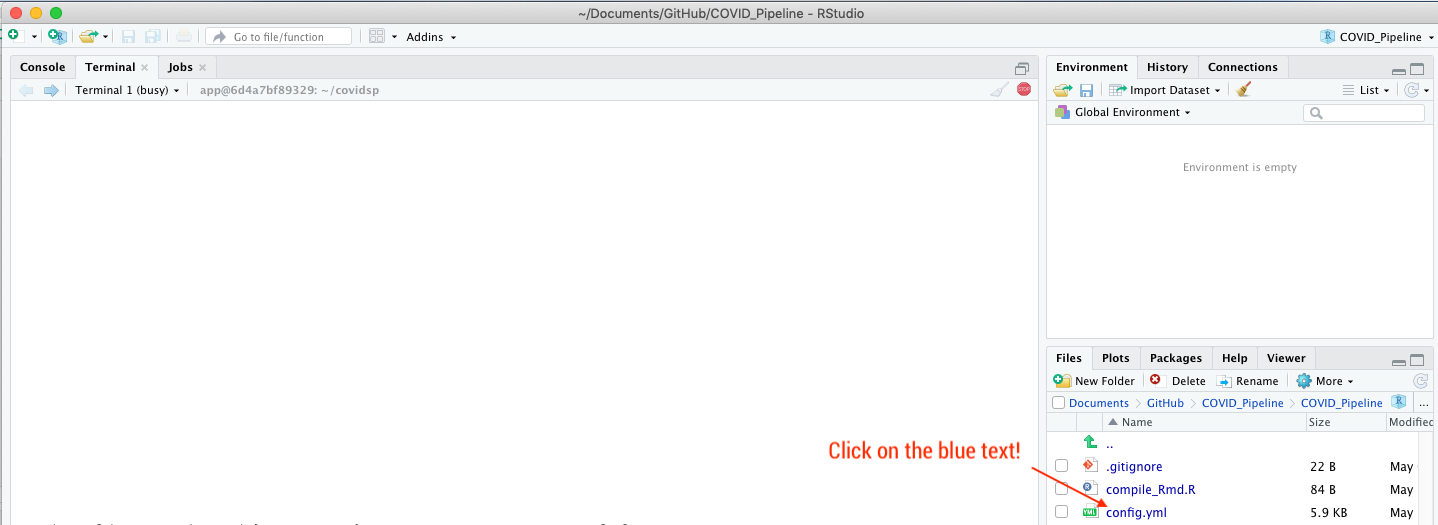 ~/Documents/GitHub/COVID_Pipeline - RStudio
Go to file/function Addins COVID_Pipeline
Console Terminal Jobs
Terminal 1 (busy) app@6d4a7bf89329: ~/covidsp STOP
Environment History Connections
Import Dataset List
Global Environment
Environment is empty
Files Plots Packages Help Viewer
New Folder Delete Rename More
Documents GitHub COVID_Pipeline COVID_Pipeline ...
Name Size Modified
..
.gitignore 22 B May
compile_Rmd.R 84 B May
config.yml 5.9 KB May
Click on the blue text!